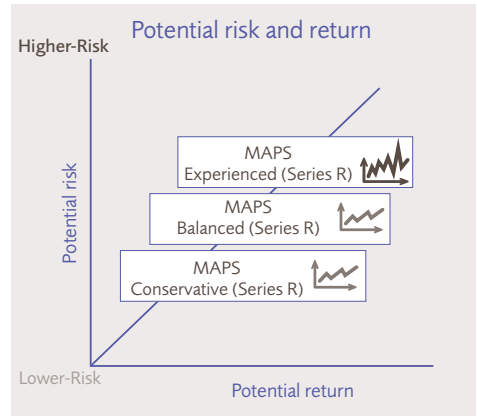 Potential risk and return
Higher-Risk
Potential risk
MAPS
Experienced (Series R)
MAPS
Balanced (Series R)
MAPS
Conservative (Series R)
Lower-Risk
Potential return